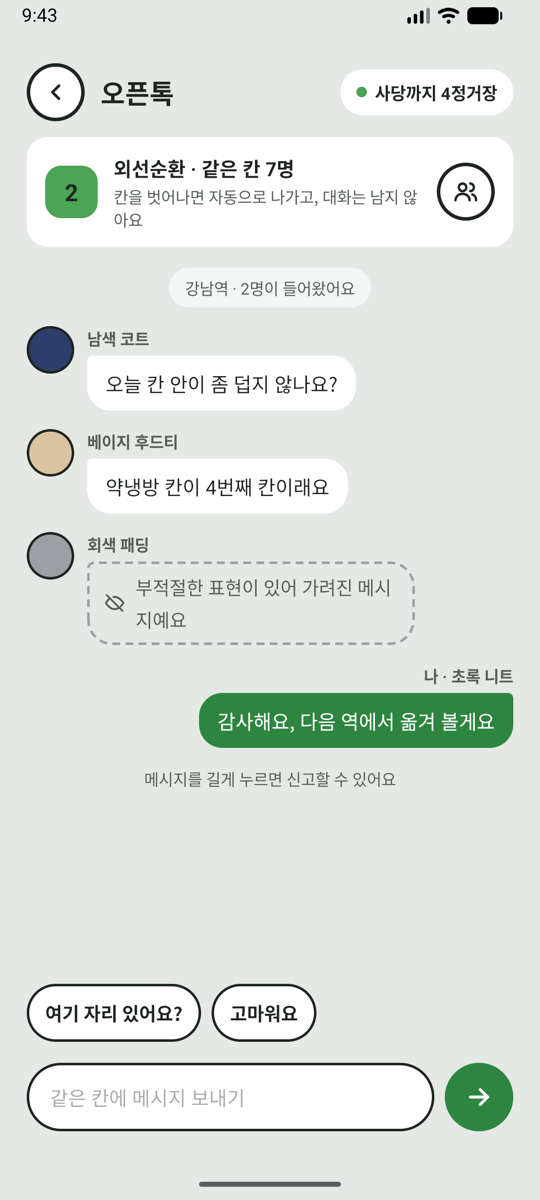 9:43
오픈톡
사당까지 4정거장
2
외선순환 · 같은 칸 7명
칸을 벗어나면 자동으로 나가고, 대화는 남지 않
아요
강남역 · 2명이 들어왔어요
남색 코트
오늘 칸 안이 좀 덥지 않나요?
베이지 후드티
약냉방 칸이 4번째 칸이래요
회색 패딩
부적절한 표현이 있어 가려진 메시
지예요
나 · 초록 니트
감사해요, 다음 역에서 옮겨 볼게요
메시지를 길게 누르면 신고할 수 있어요
여기 자리 있어요?
고마워요
같은 칸에 메시지 보내기